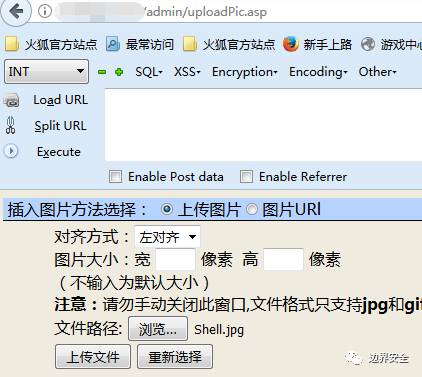 /admin/uploadPic.asp
火狐官方站点 最常访问 火狐官方站点 新手上路 游戏中心
INT SQL- XSS- Encryption- Encoding- Other-
Load URL
Split URL
Execute
Enable Post data Enable Referrer
插入图片方法选择： 上传图片 图片URl
对齐方式：左对齐
图片大小：宽 像素 高 像素
（不输入为默认大小）
注意：请勿手动关闭此窗口,文件格式只支持jpg和gif
文件路径: 浏览... Shell.jpg
上传文件 重新选择
边界安全